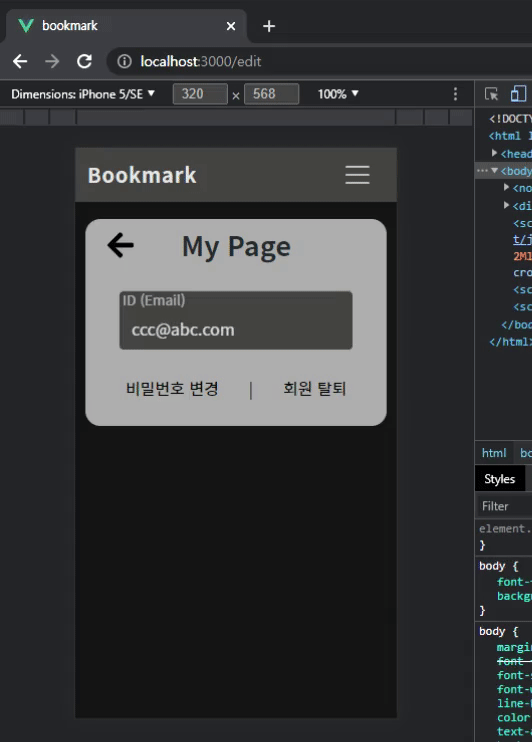 bookmark
localhost:3000/edit
Dimensions: iPhone 5/SE ▼ 320 × 568 100% ▼
Bookmark
My Page
ID (Email)
ccc@abc.com
비밀번호 변경 | 회원 탈퇴
<!DOCTY
<html l
<head
<body
<no
<di
<sc
t/j
2Ml
cro
<sc
<sc
</body
</html>
html bo
Styles
Filter
element.
}
body {
font-
backg
}
body {
margi
font-
font-s
font-w
line-h
color
text-a